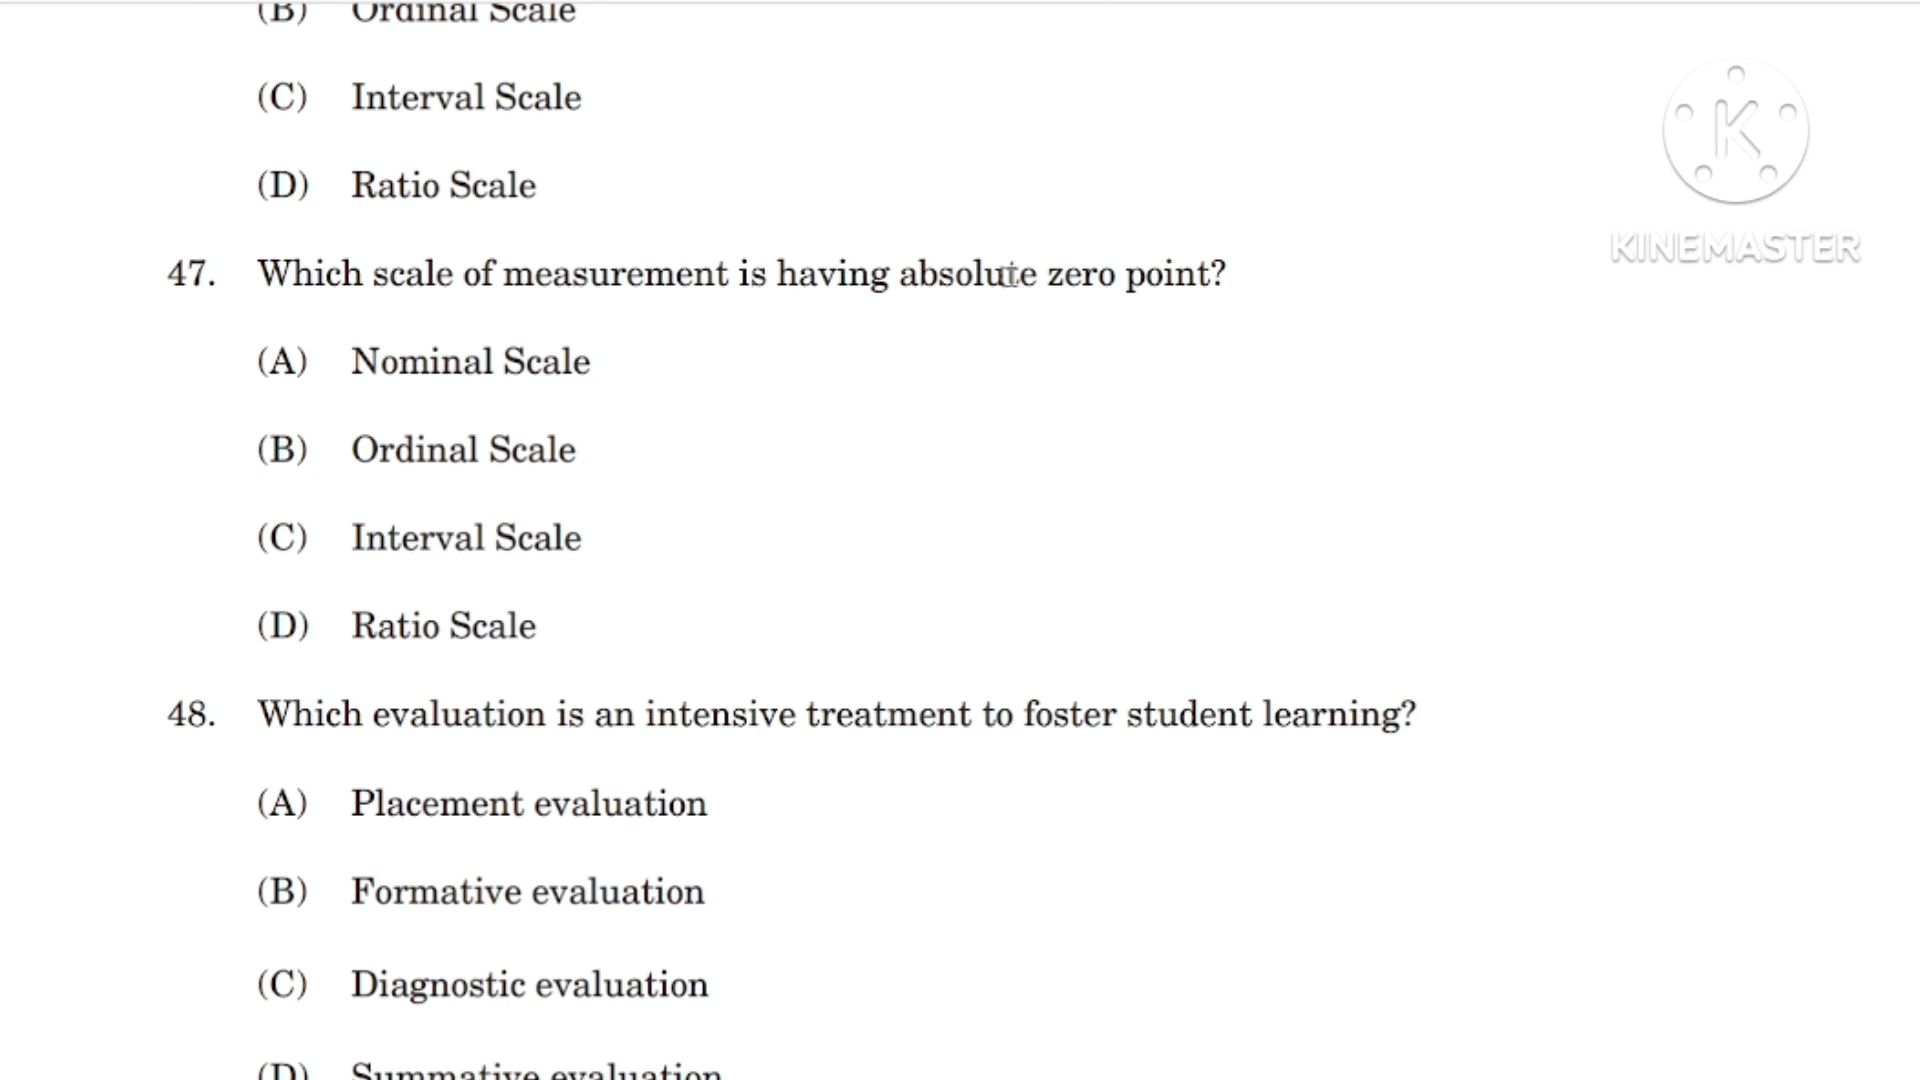 (B) Ordinal Scale
(C) Interval Scale
(D) Ratio Scale
47. Which scale of measurement is having absolute zero point?
(A) Nominal Scale
(B) Ordinal Scale
(C) Interval Scale
(D) Ratio Scale
48. Which evaluation is an intensive treatment to foster student learning?
(A) Placement evaluation
(B) Formative evaluation
(C) Diagnostic evaluation
(D) Summative evaluation
K
KINEMASTER